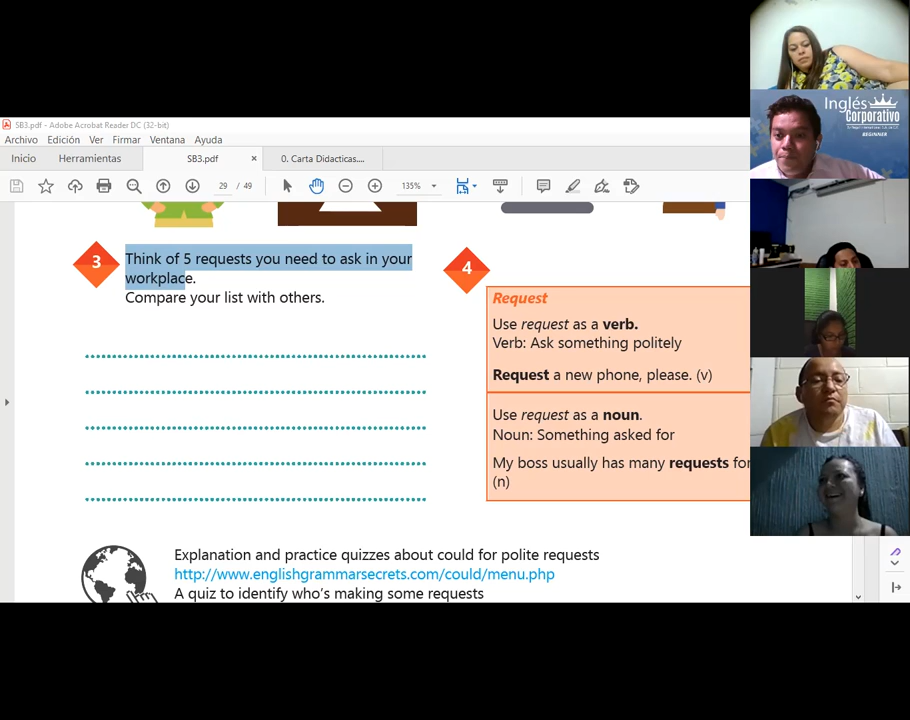 SB3.pdf - Adobe Acrobat Reader DC (32-bit)
Archivo Edición Ver Firmar Ventana Ayuda
Inicio Herramientas SB3.pdf × 0. Carta Didacticas....
29 / 49 135%
3 Think of 5 requests you need to ask in your
workplace.
Compare your list with others.
4
Request
Use request as a verb.
Verb: Ask something politely
Request a new phone, please. (v)
Use request as a noun.
Noun: Something asked for
My boss usually has many requests for
(n)
Explanation and practice quizzes about could for polite requests
http://www.englishgrammarsecrets.com/could/menu.php
A quiz to identify who's making some requests
Inglés
Corporativo
BEGINNER